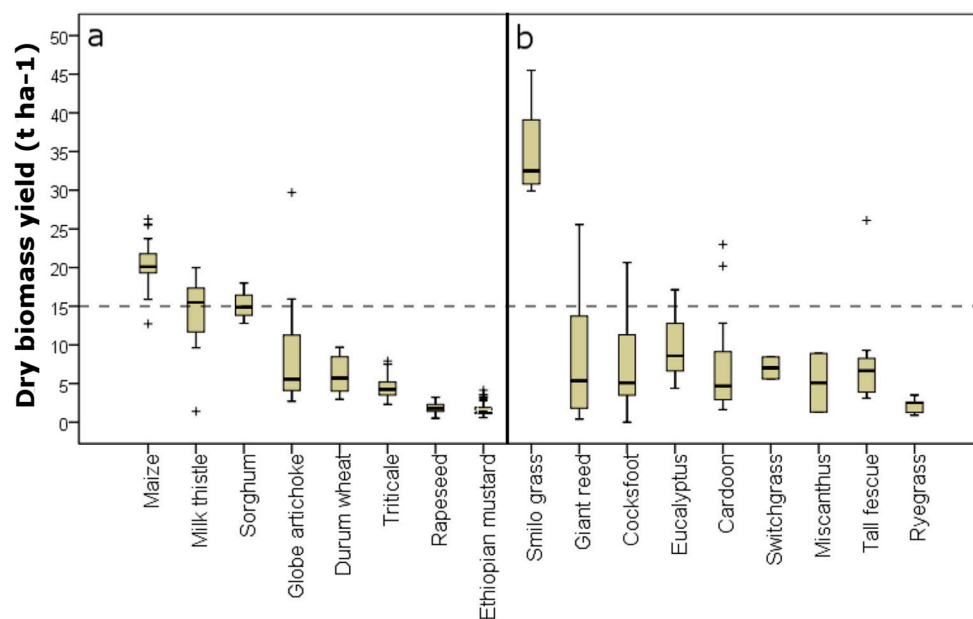 a
b
Dry biomass yield (t ha-1)
50
45
40
35
30
25
20
15
10
5
0
Maize
Milk thistle
Sorghum
Globe artichoke
Durum wheat
Triticale
Rapeseed
Ethiopian mustard
Smilo grass
Giant reed
Cocksfoot
Eucalyptus
Cardoon
Switchgrass
Miscanthus
Tall fescue
Ryegrass